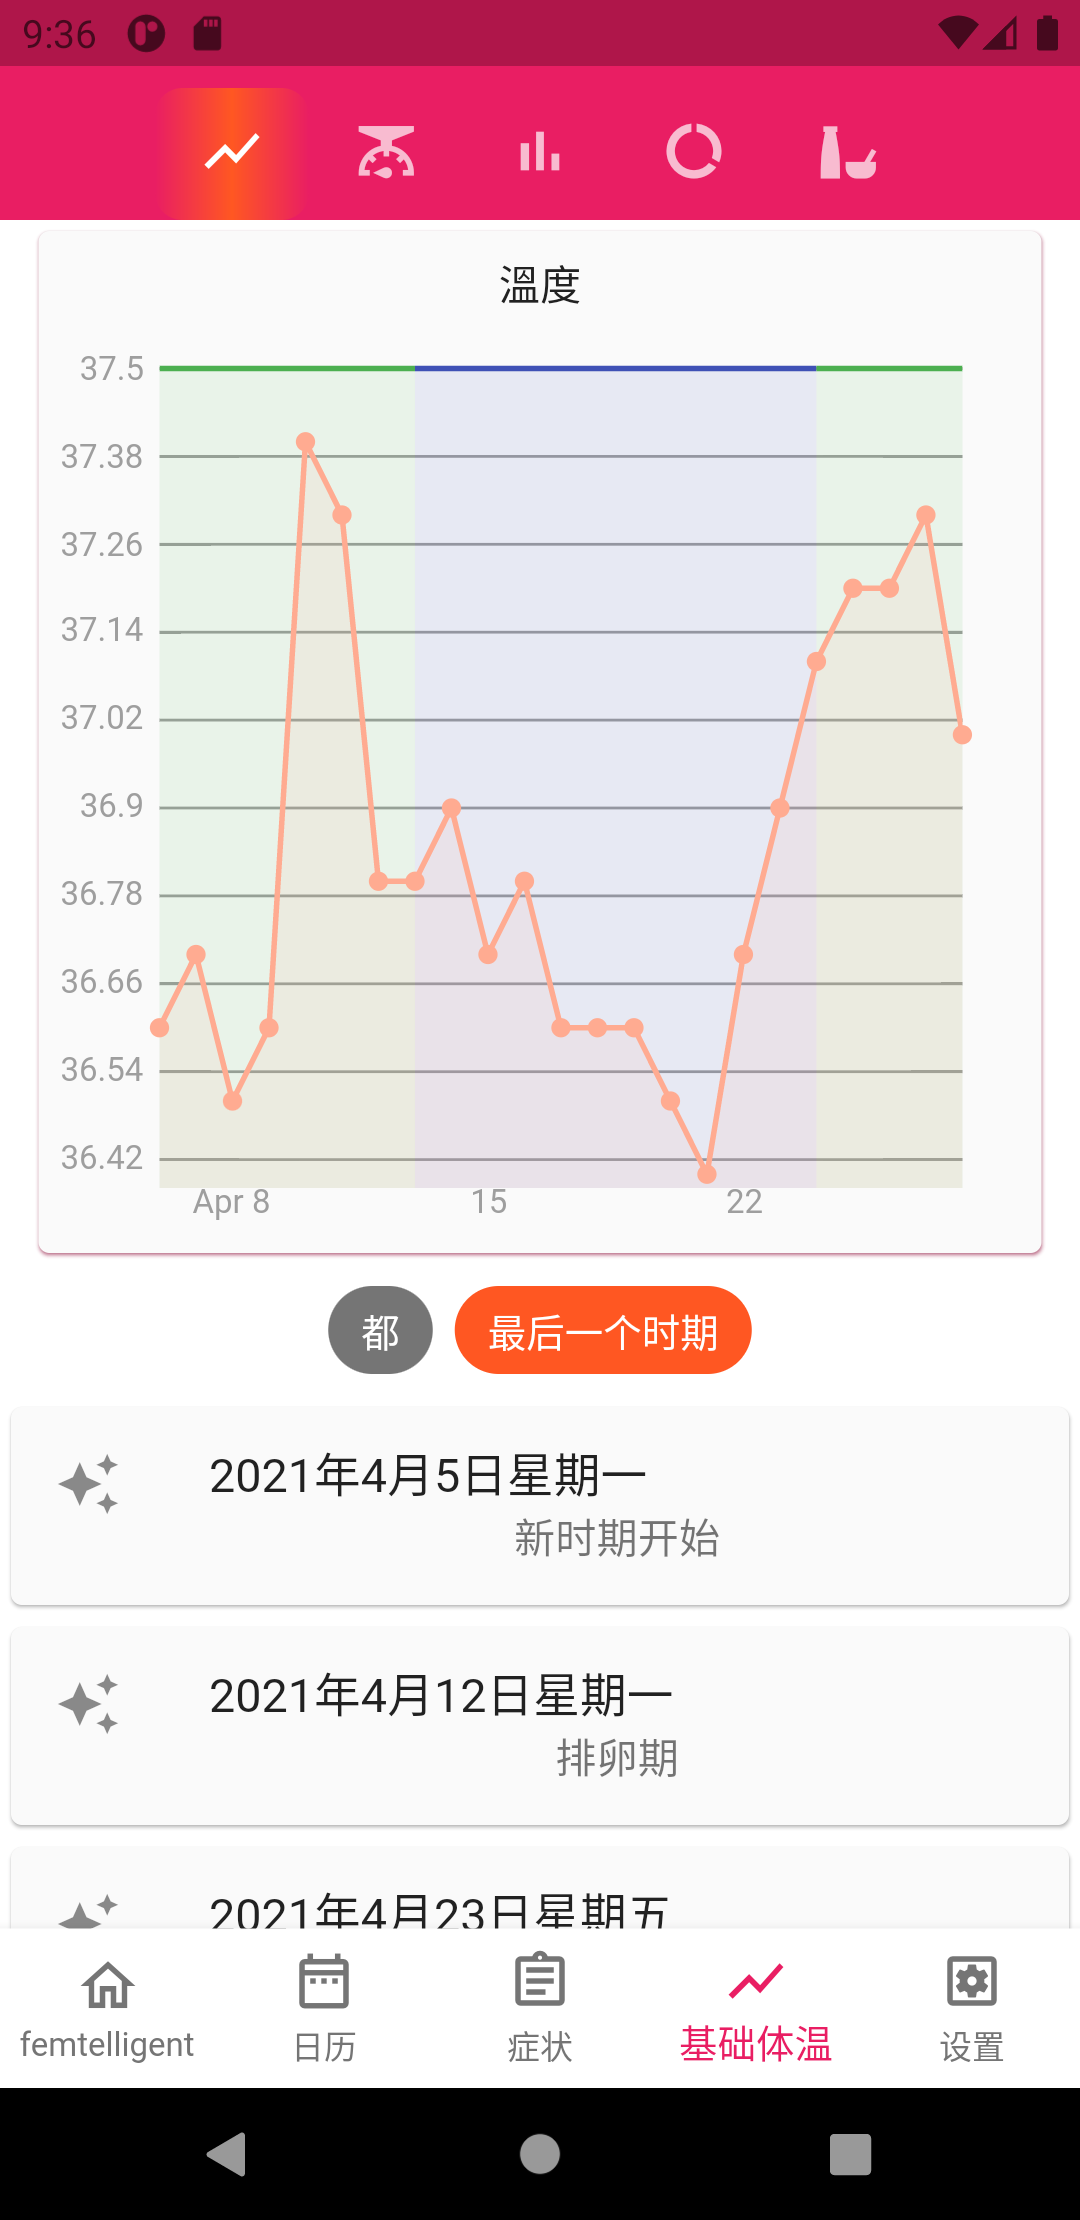 9:36
溫度
37.5
37.38
37.26
37.14
37.02
36.9
36.78
36.66
36.54
36.42
Apr 8 15 22
都 最后一个时期
2021年4月5日星期一
新时期开始
2021年4月12日星期一
排卵期
2021年4月23日星期五
femtelligent 日历 症状 基础体温 设置